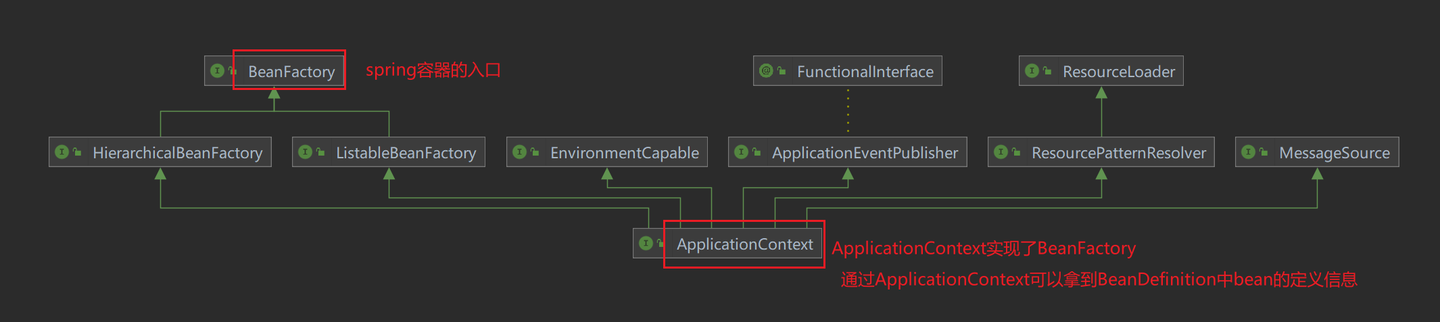 BeanFactory
spring容器的入口
FunctionalInterface
ResourceLoader
HierarchicalBeanFactory
ListableBeanFactory
EnvironmentCapable
ApplicationEventPublisher
ResourcePatternResolver
MessageSource
ApplicationContext
ApplicationContext实现了BeanFactory
通过ApplicationContext可以拿到BeanDefinition中bean的定义信息